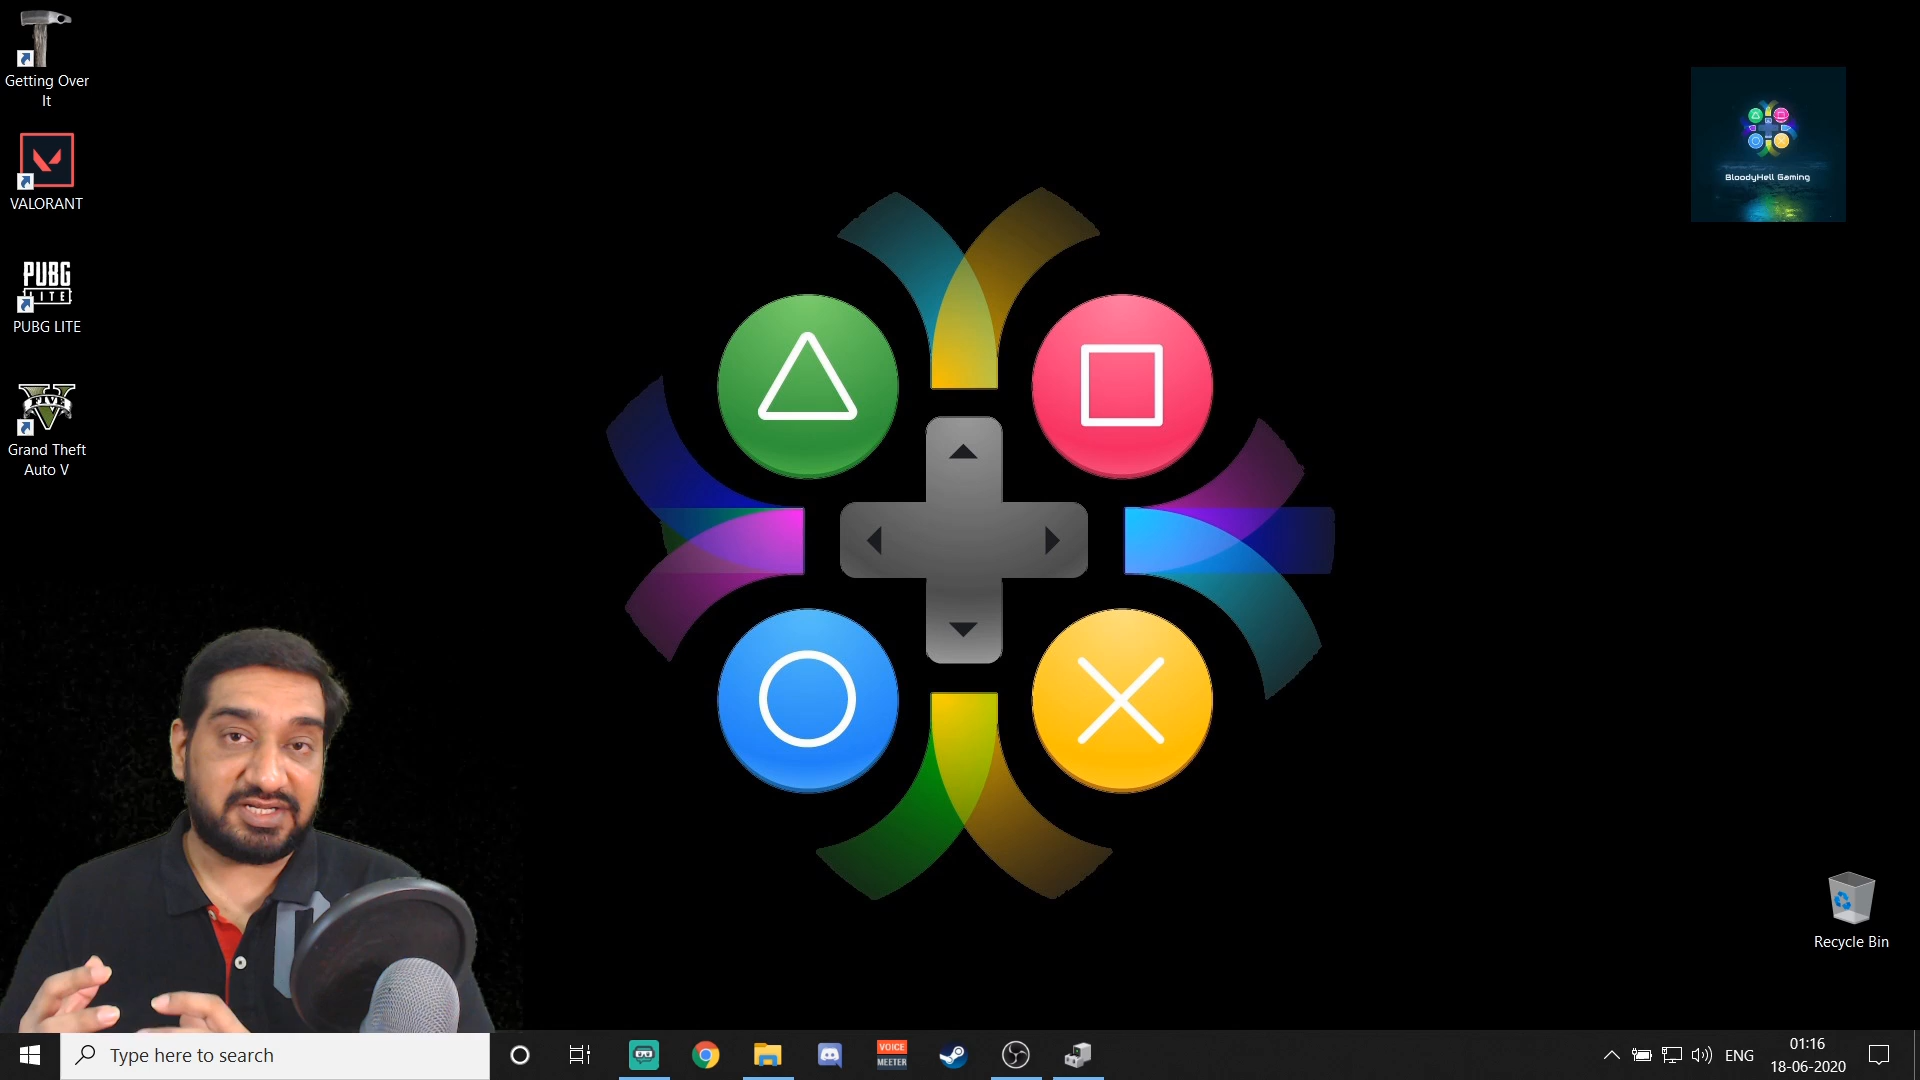 Getting Over
It
VALORANT
PUBG
LITE
PUBG LITE
FIVE
Grand Theft
Auto V
BloodyHell Gaming
Recycle Bin
Type here to search
VOICE
MEETER
ENG
01:16
18-06-2020